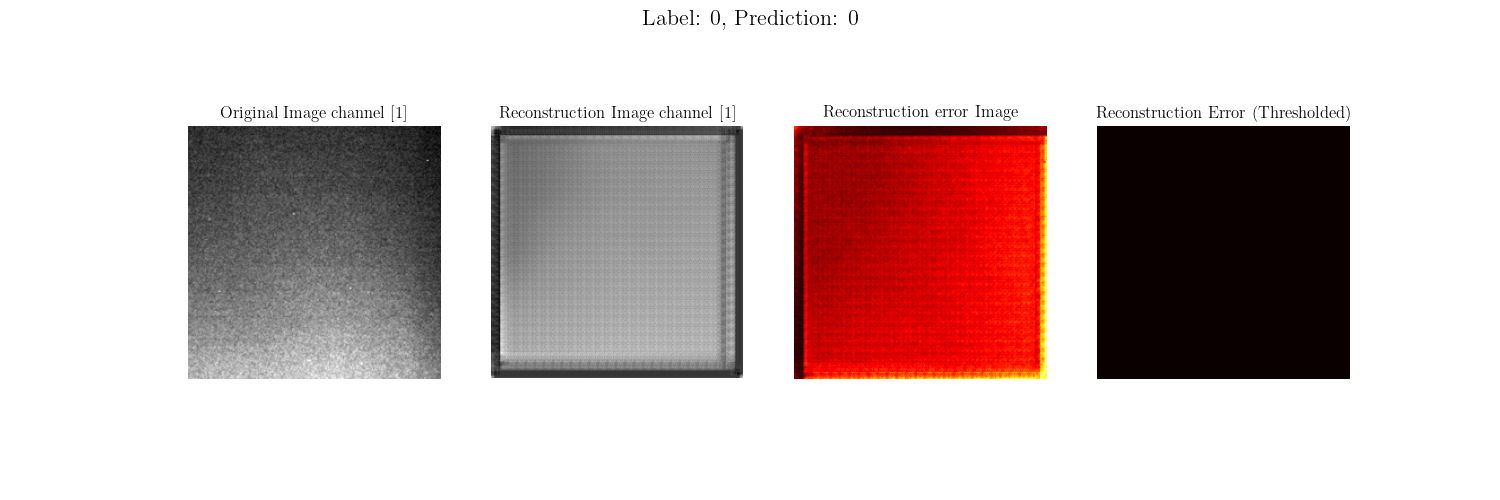 Label: 0, Prediction: 0
Original Image channel [1]
Reconstruction Image channel [1]
Reconstruction error Image
Reconstruction Error (Thresholded)